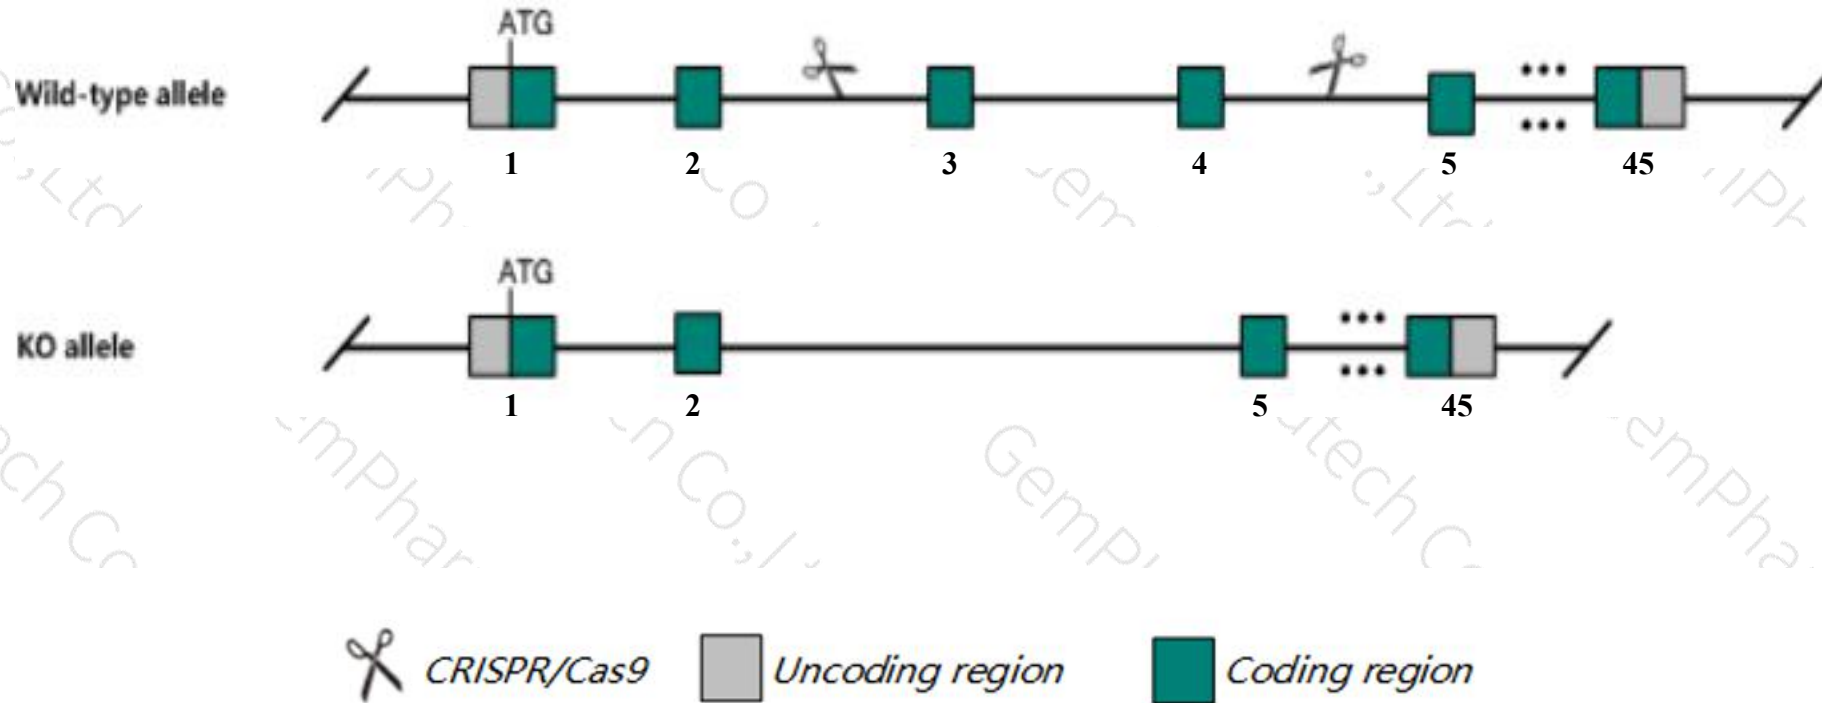 ATG
Wild-type allele
1 2 3 4 5 45
ATG
KO allele
1 2 5 45
CRISPR/Cas9 Uncoding region Coding region